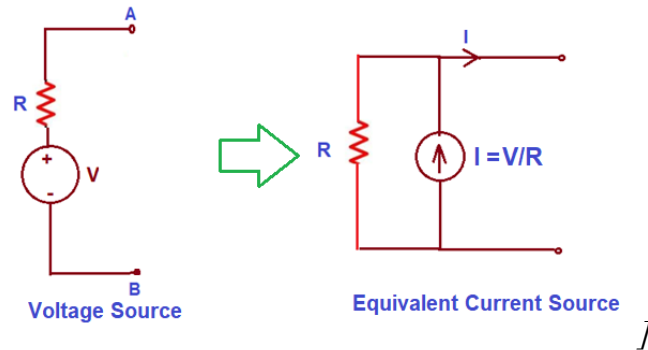 A
R
+
V
-
B
Voltage Source
I
R
I =V/R
Equivalent Current Source